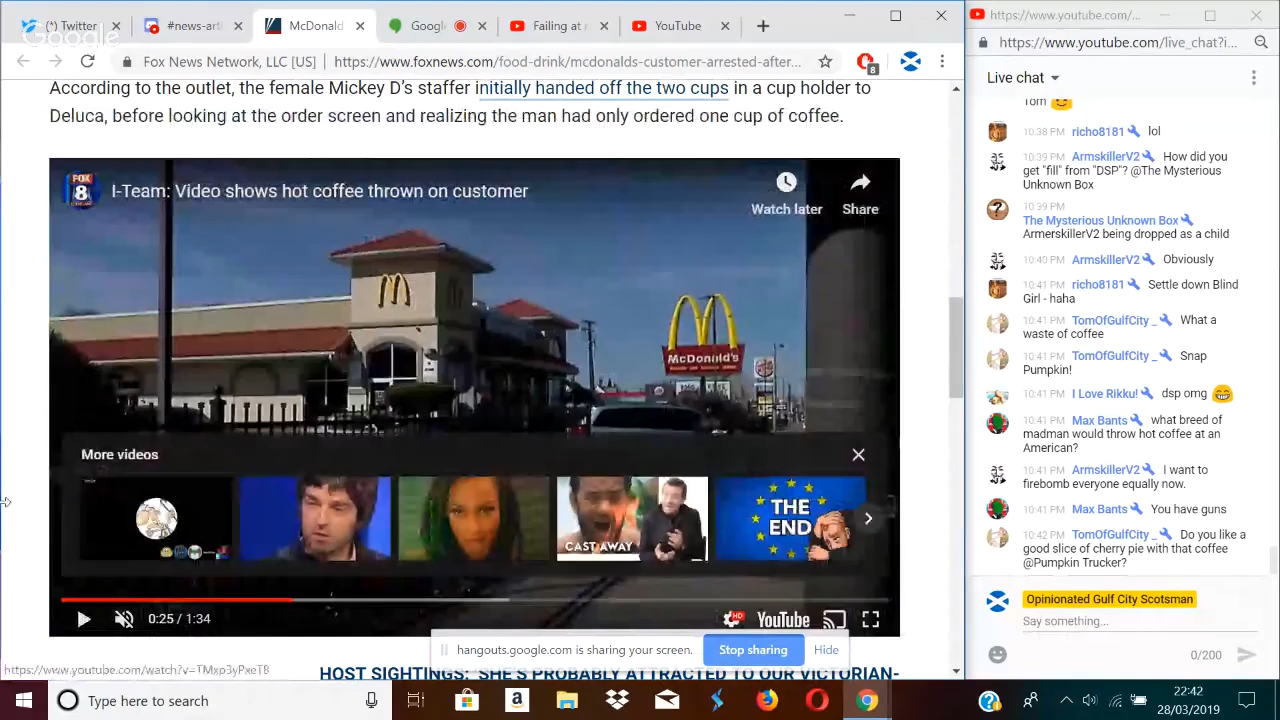 (*) Twitter
#news-arti
McDonald
Googl
Failing at r
YouTube
Google
https://www.youtube.com/...
Fox News Network, LLC [US]
https://www.foxnews.com/food-drink/mcdonalds-customer-arrested-after...
8
https://www.youtube.com/live_chat?i...
According to the outlet, the female Mickey D's staffer initially handed off the two cups in a cup holder to
Deluca, before looking at the order screen and realizing the man had only ordered one cup of coffee.
FOX
8
I-Team: Video shows hot coffee thrown on customer
Watch later
Share
McDonald's
More videos
CAST AWAY
THE
END
0:25 / 1:34
HD
YouTube
hangouts.google.com is sharing your screen.
Stop sharing
Hide
https://www.youtube.com/watch?v=TMxp3yPxeT8
HOST SIGHTINGS: SHE'S PROBABLY ATTRACTED TO OUR VICTORIAN-
Live chat
Tom
10:38 PM richo8181 lol
10:39 PM ArmskillerV2 How did you
get "fill" from "DSP"? @The Mysterious
Unknown Box
10:39 PM
The Mysterious Unknown Box
ArmerskillerV2 being dropped as a child
10:40 PM ArmskillerV2 Obviously
10:41 PM richo8181 Settle down Blind
Girl - haha
10:41 PM TomOfGulfCity _ What a
waste of coffee
10:41 PM TomOfGulfCity _ Snap
Pumpkin!
10:41 PM I Love Rikku! dsp omg
10:41 PM Max Bants what breed of
madman would throw hot coffee at an
American?
10:41 PM ArmskillerV2 I want to
firebomb everyone equally now.
10:41 PM Max Bants You have guns
10:42 PM TomOfGulfCity _ Do you like a
good slice of cherry pie with that coffee
@Pumpkin Trucker?
Opinionated Gulf City Scotsman
Say something...
0/200
Type here to search
22:42
28/03/2019